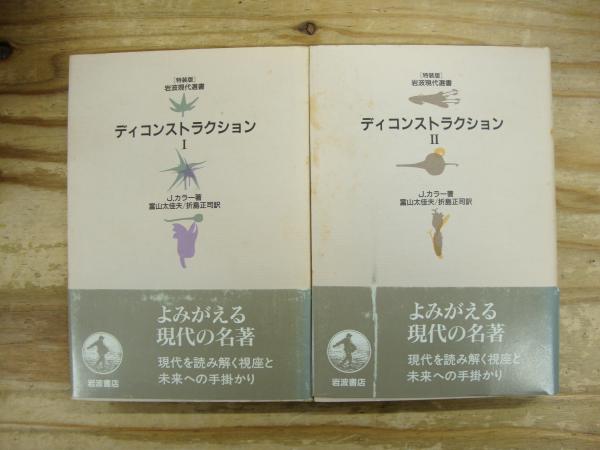 ［特装版］
岩波現代選書
ディコンストラクション
I
J.カラー著
富山太佳夫/折島正司訳
よみがえる
現代の名著
現代を読み解く視座と
未来への手掛かり
岩波書店
［特装版］
岩波現代選書
ディコンストラクション
II
J.カラー著
富山太佳夫/折島正司訳
よみがえる
現代の名著
現代を読み解く視座と
未来への手掛かり
岩波書店